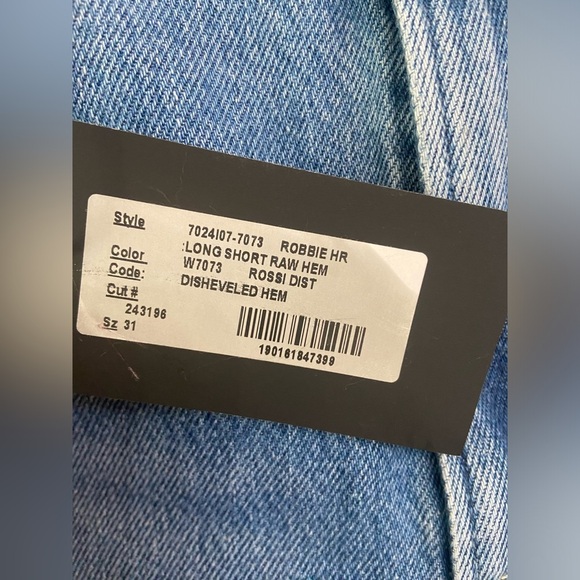 Style 7024I07-7073 ROBBIE HR
:LONG SHORT RAW HEM
Color W7073 ROSSI DIST
Code: DISHEVELED HEM
Cut #
243196
Sz 31
190161847399